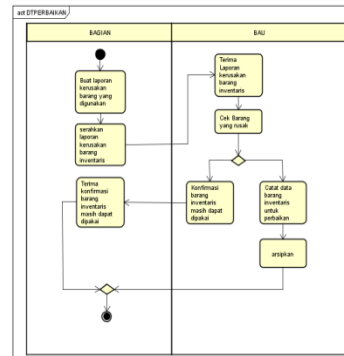 act DTPERBAIKAN
BAGIAN
BAU
Buat laporan
kerusakan
barang yang
digunakan
serahkan
laporan
kerusakan
barang
inventaris
Terima
Laporan
kerusakan
barang
inventaris
Cek Barang
yang rusak
Konfirmasi
barang
inventaris
masih dapat
dipakai
Catat data
barang
inventaris
untuk
perbaikan
Terima
konfirmasi
barang
inventaris
masih dapat
dipakai
arsipkan